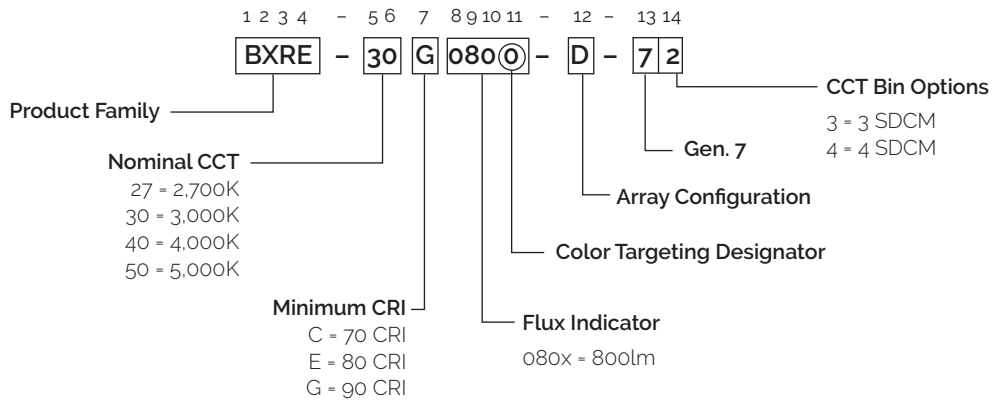 1 2 3 4 – 5 6 7 8 9 10 11 – 12 – 13 14
BXRE – 30 G 0800 – D – 7 2
Product Family
CCT Bin Options
3 = 3 SDCM
4 = 4 SDCM
Gen. 7
Nominal CCT
27 = 2,700K
30 = 3,000K
40 = 4,000K
50 = 5,000K
Array Configuration
Color Targeting Designator
Minimum CRI
C = 70 CRI
E = 80 CRI
G = 90 CRI
Flux Indicator
080x = 800lm